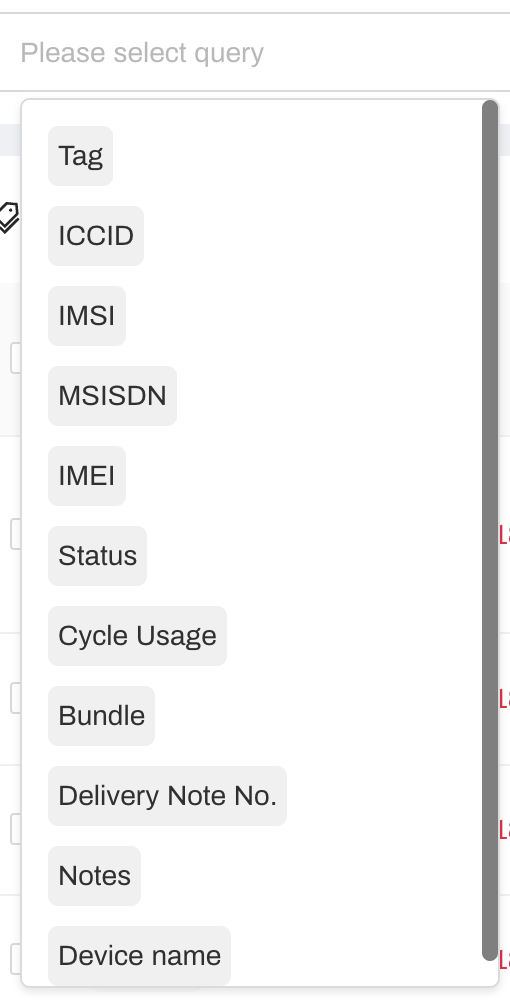 Please select query
Tag
ICCID
IMSI
MSISDN
IMEI
Status
Cycle Usage
Bundle
Delivery Note No.
Notes
Device name